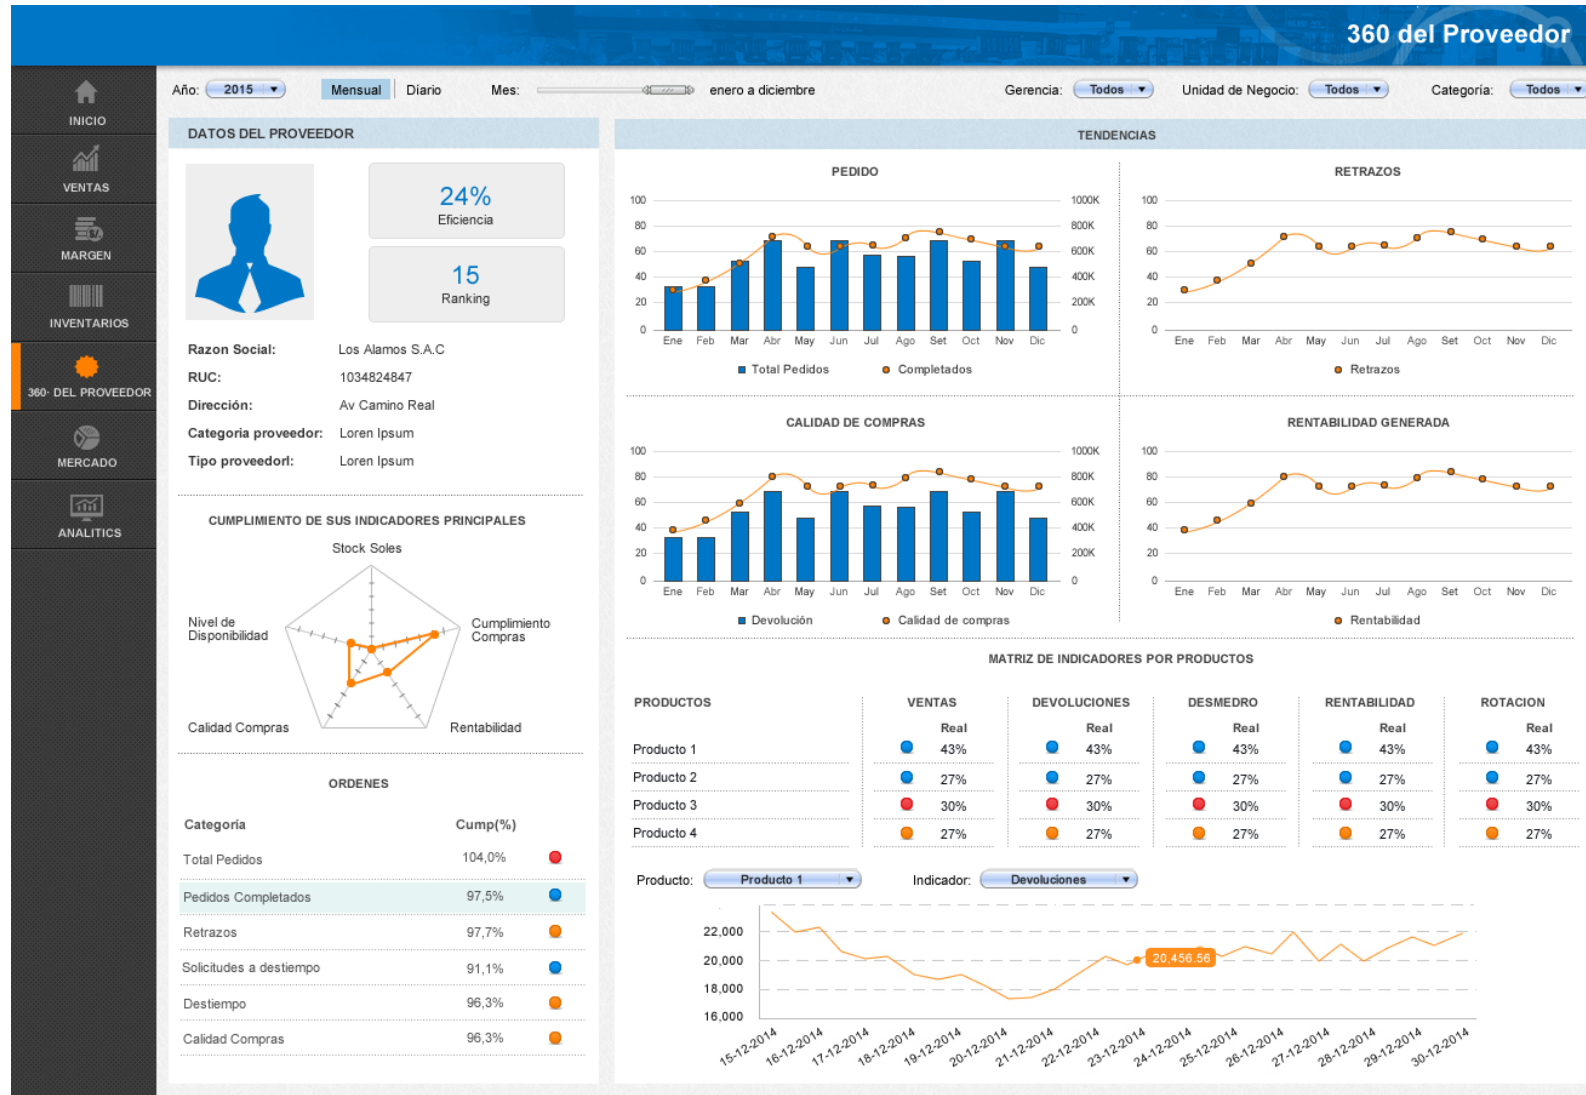 360 del Proveedor
Año: 2015 Mensual Díario Mes: enero a diciembre Gerencia: Todos Unidad de Negocio: Todos Categoría: Todos
INICIO
VENTAS
MARGEN
INVENTARIOS
360- DEL PROVEEDOR
MERCADO
ANALITICS
DATOS DEL PROVEEDOR
24%
Eficiencia
15
Ranking
Razon Social: Los Alamos S.A.C
RUC: 1034824847
Dirección: Av Camino Real
Categoria proveedor: Loren Ipsum
Tipo proveedorl: Loren Ipsum
CUMPLIMIENTO DE SUS INDICADORES PRINCIPALES
Stock Soles
Nivel de
Disponibilidad
Cumplimiento
Compras
Calidad Compras
Rentabilidad
ORDENES
Categoria Cump(%)
Total Pedidos 104,0%
Pedidos Completados 97,5%
Retrazos 97,7%
Solicitudes a destiempo 91,1%
Destiempo 96,3%
Calidad Compras 96,3%
TENDENCIAS
PEDIDO
100 1000K
80 800K
60 600K
40 400K
20 200K
0 0
Ene Feb Mar Abr May Jun Jul Ago Set Oct Nov Dic
Total Pedidos Completados
RETRAZOS
100
80
60
40
20
0
Ene Feb Mar Abr May Jun Jul Ago Set Oct Nov Dic
Retrazos
CALIDAD DE COMPRAS
100 1000K
80 800K
60 600K
40 400K
20 200K
0 0
Ene Feb Mar Abr May Jun Jul Ago Set Oct Nov Dic
Devolución Calidad de compras
RENTABILIDAD GENERADA
100
80
60
40
20
0
Ene Feb Mar Abr May Jun Jul Ago Set Oct Nov Dic
Rentabilidad
MATRIZ DE INDICADORES POR PRODUCTOS
PRODUCTOS VENTAS DEVOLUCIONES DESMEDRO RENTABILIDAD ROTACION
Real Real Real Real Real
Producto 1 43% 43% 43% 43% 43%
Producto 2 27% 27% 27% 27% 27%
Producto 3 30% 30% 30% 30% 30%
Producto 4 27% 27% 27% 27% 27%
Producto: Producto 1 Indicador: Devoluciones
22,000
20,000
18,000
16,000
20,456.56
15-12-2014 16-12-2014 17-12-2014 18-12-2014 19-12-2014 20-12-2014 21-12-2014 22-12-2014 23-12-2014 24-12-2014 25-12-2014 26-12-2014 27-12-2014 28-12-2014 29-12-2014 30-12-2014